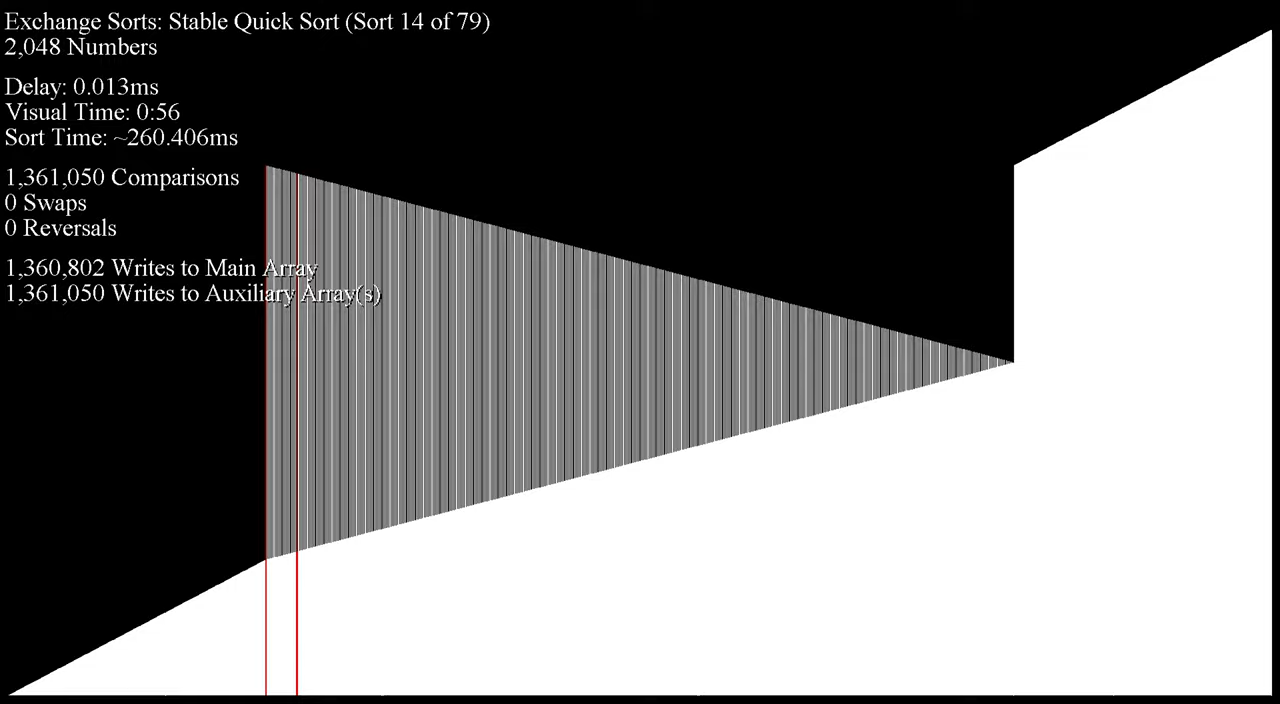 Exchange Sorts: Stable Quick Sort (Sort 14 of 79)
2,048 Numbers
Delay: 0.013ms
Visual Time: 0:56
Sort Time: ~260.406ms
1,361,050 Comparisons
0 Swaps
0 Reversals
1,360,802 Writes to Main Array
1,361,050 Writes to Auxiliary Array(s)